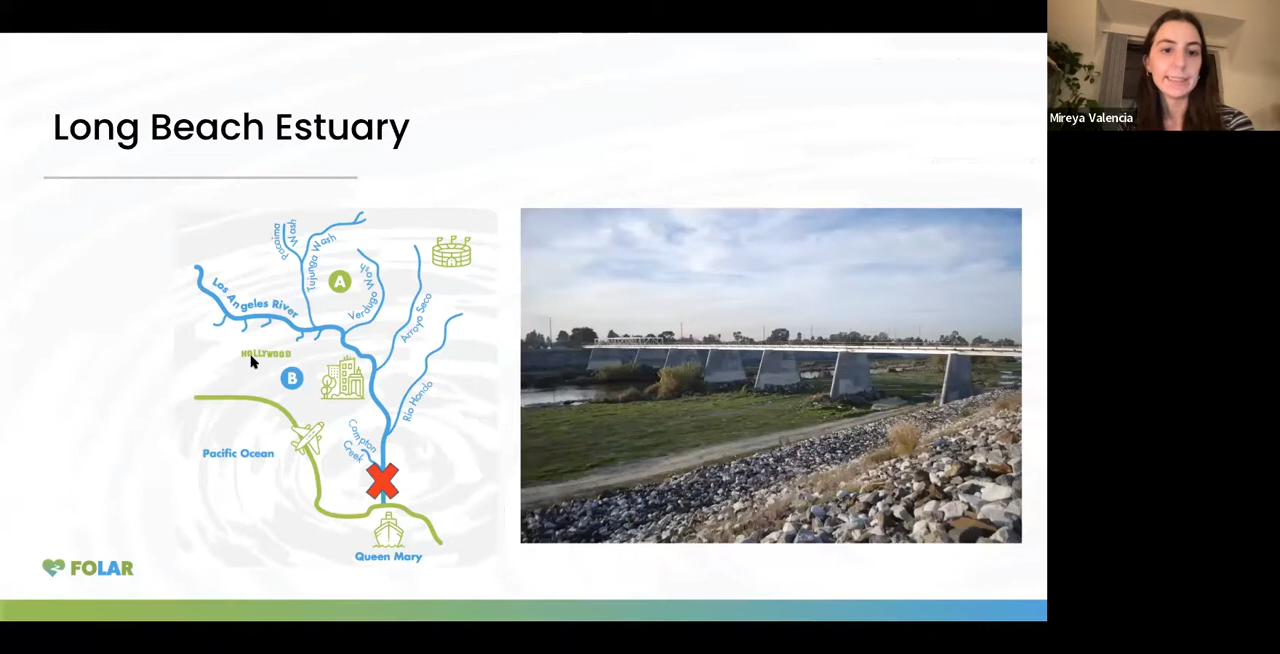 Long Beach Estuary
Mireya Valencia
Pacoima
Wash
Tujunga Wash
A
Verdugo Wash
Los Angeles River
Arroyo Seco
HOLLYWOOD
B
Rio Hondo
Compton
Creek
Pacific Ocean
Queen Mary
FOLAR